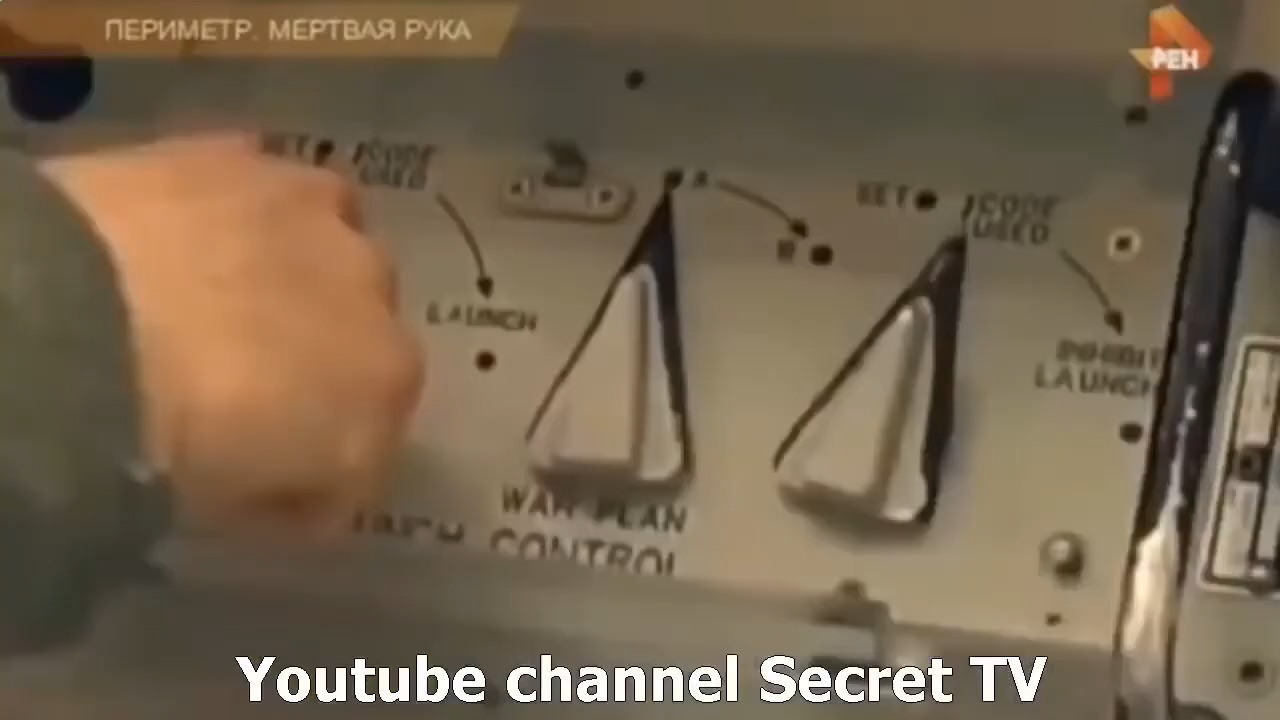 ПЕРИМЕТР. МЕРТВАЯ РУКА
РЕН
SET
CODE
USED
LAUNCH
A
B
SET
CODE
USED
INHIBIT
LAUNCH
WAR PLAN
CONTROL
Youtube channel Secret TV